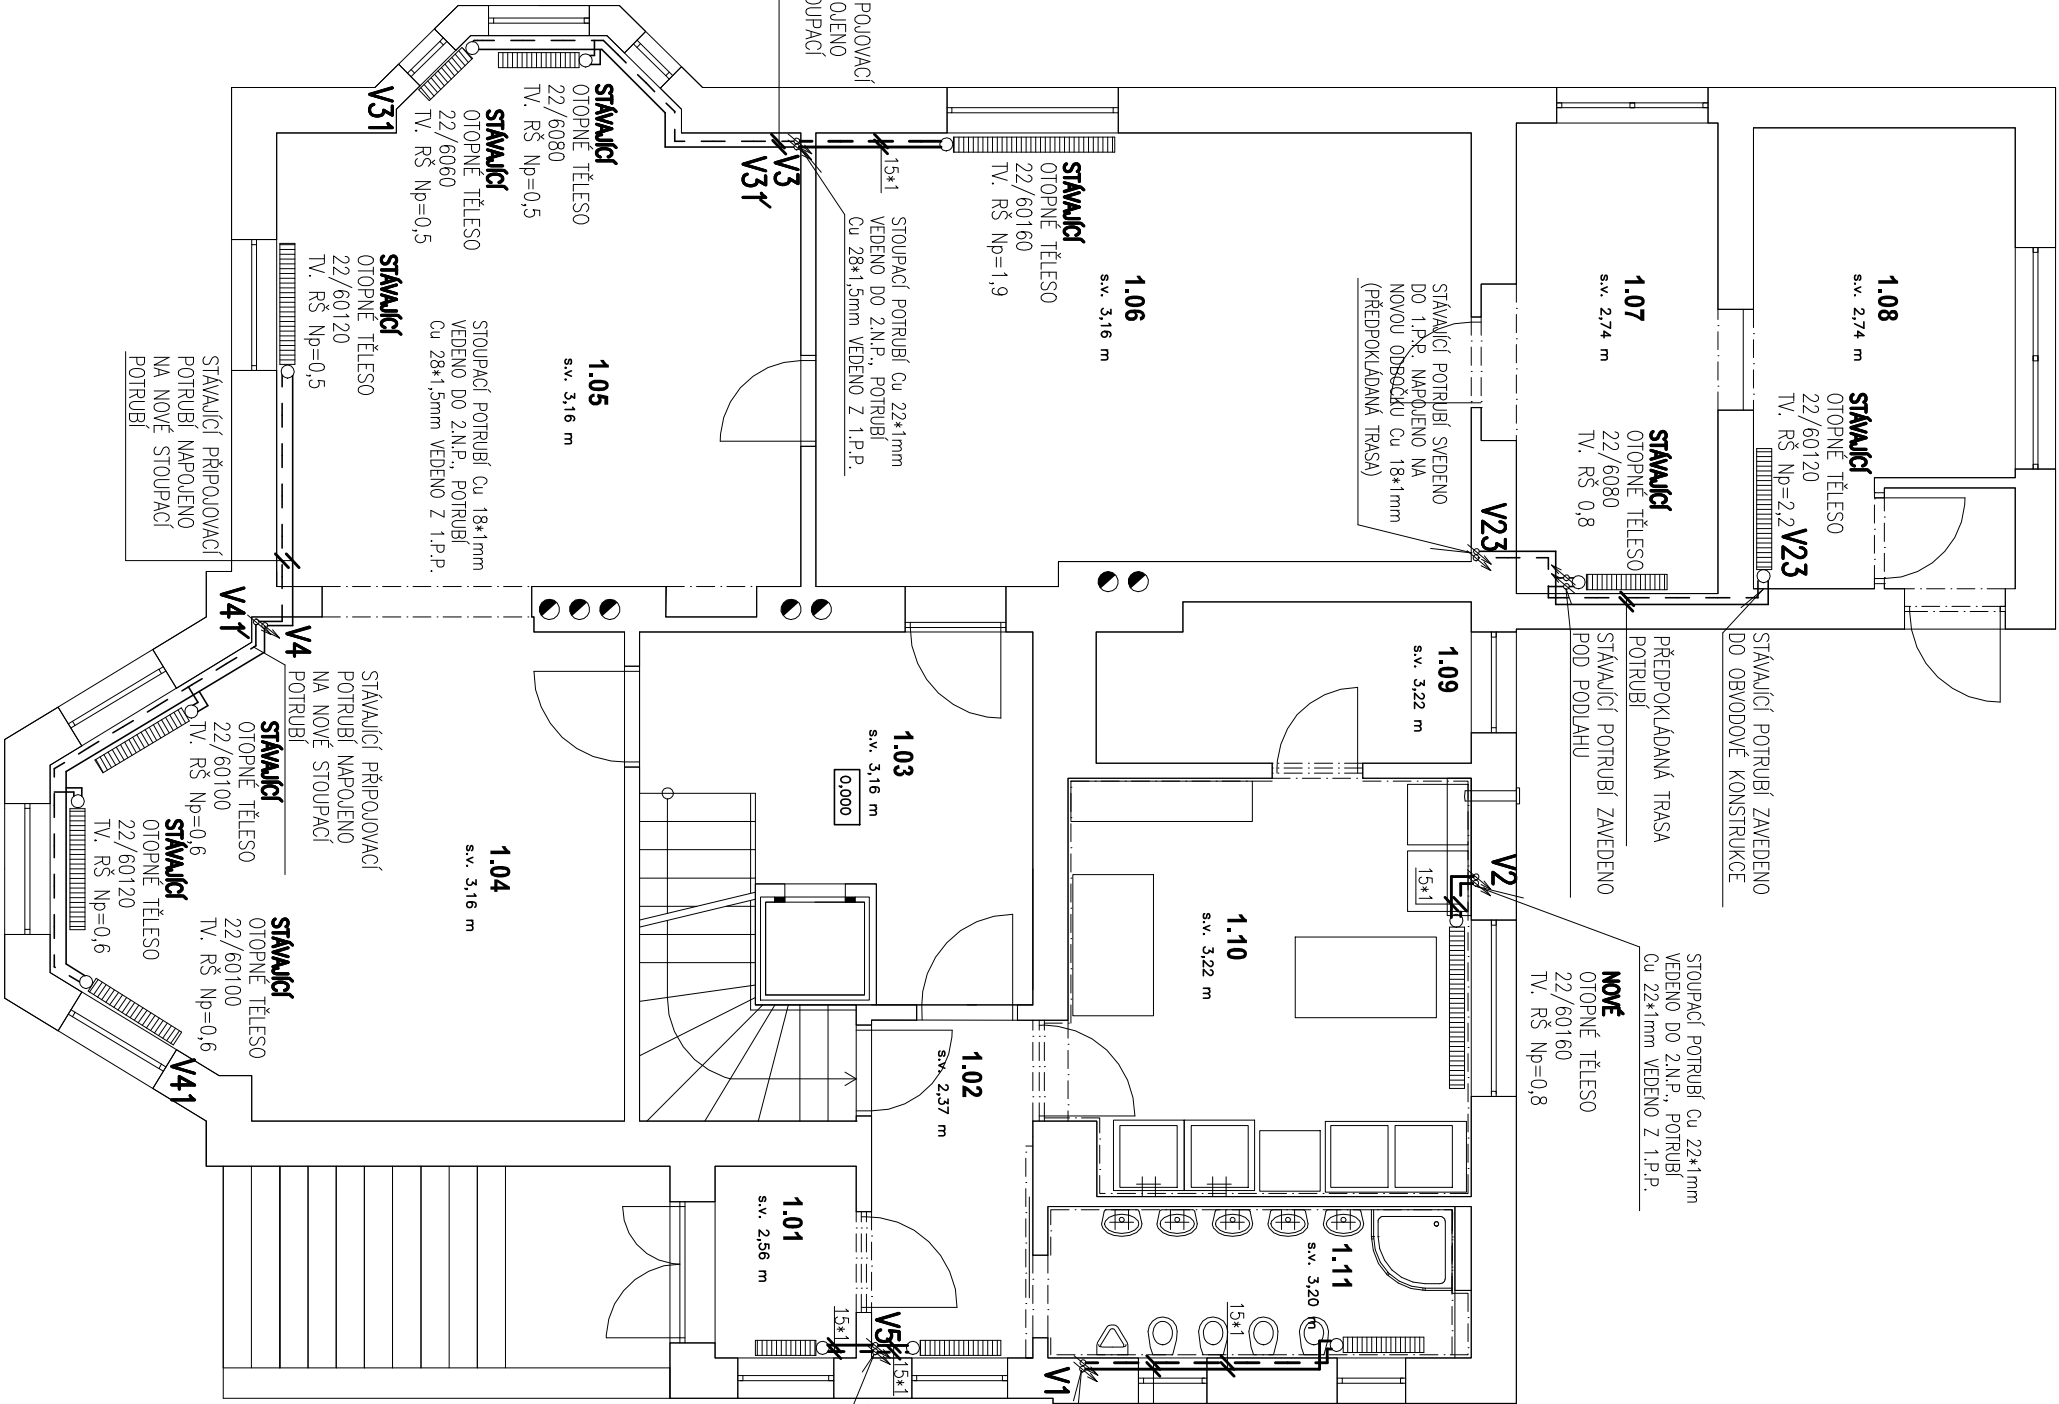 POJOVACÍ
OJENO
OUPACÍ
V31
STÁVAJÍCÍ
OTOPNÉ TĚLESO
22/6080
TV. RŠ Np=0,5
STÁVAJÍCÍ
OTOPNÉ TĚLESO
22/6060
TV. RŠ Np=0,5
STÁVAJÍCÍ
OTOPNÉ TĚLESO
22/60120
TV. RŠ Np=0,5
V3
V31'
15*1
STOUPACÍ POTRUBÍ Cu 22*1mm
VEDENO DO 2.N.P., POTRUBÍ
Cu 28*1,5mm VEDENO Z 1.P.P.
STÁVAJÍCÍ
OTOPNÉ TĚLESO
22/60160
TV. RŠ Np=1,9
1.06
s.v. 3,16 m
1.07
s.v. 2,74 m
1.08
s.v. 2,74 m
STÁVAJÍCÍ POTRUBÍ SVEDENO
DO 1.P.P. NAPOJENO NA
NOVOU ODBOČKU Cu 18*1mm
(PŘEDPOKLÁDANÁ TRASA)
STÁVAJÍCÍ
OTOPNÉ TĚLESO
22/60120
TV. RŠ Np=2,2
STÁVAJÍCÍ
OTOPNÉ TĚLESO
22/6080
TV. RŠ 0,8
V23
V23
1.05
s.v. 3,16 m
STOUPACÍ POTRUBÍ Cu 18*1mm
VEDENO DO 2.N.P., POTRUBÍ
Cu 28*1,5mm VEDENO Z 1.P.P.
STÁVAJÍCÍ PŘIPOJOVACÍ
POTRUBÍ NAPOJENO
NA NOVÉ STOUPACÍ
POTRUBÍ
V41'
V4
STÁVAJÍCÍ PŘIPOJOVACÍ
POTRUBÍ NAPOJENO
NA NOVÉ STOUPACÍ
POTRUBÍ
STÁVAJÍCÍ POTRUBÍ ZAVEDENO
DO OBVODOVÉ KONSTRUKCE
PŘEDPOKLÁDANÁ TRASA
POTRUBÍ
STÁVAJÍCÍ POTRUBÍ ZAVEDENO
POD PODLAHU
1.09
s.v. 3,22 m
1.03
s.v. 3,16 m
0,000
STÁVAJÍCÍ
OTOPNÉ TĚLESO
22/60100
TV. RŠ Np=0,6
STÁVAJÍCÍ
OTOPNÉ TĚLESO
22/60120
TV. RŠ Np=0,6
STÁVAJÍCÍ
OTOPNÉ TĚLESO
22/60100
TV. RŠ Np=0,6
V41
1.04
s.v. 3,16 m
V2
15*1
1.10
s.v. 3,22 m
STOUPACÍ POTRUBÍ Cu 22*1mm
VEDENO DO 2.N.P., POTRUBÍ
Cu 22*1mm VEDENO Z 1.P.P.
NOVÉ
OTOPNÉ TĚLESO
22/60160
TV. RŠ Np=0,8
1.02
s.v. 2,37 m
1.01
s.v. 2,56 m
1.11
s.v. 3,20 m
15*1
15*1
V5
15*1
V1